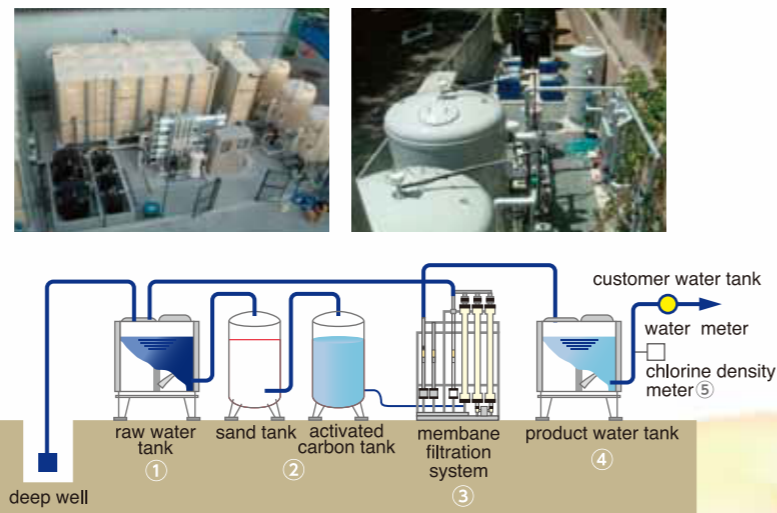 customer water tank
water meter
chlorine density
meter⑤
raw water
tank
①
sand tank
②
activated
carbon tank
membane
filtration
system
③
product water tank
④
deep well